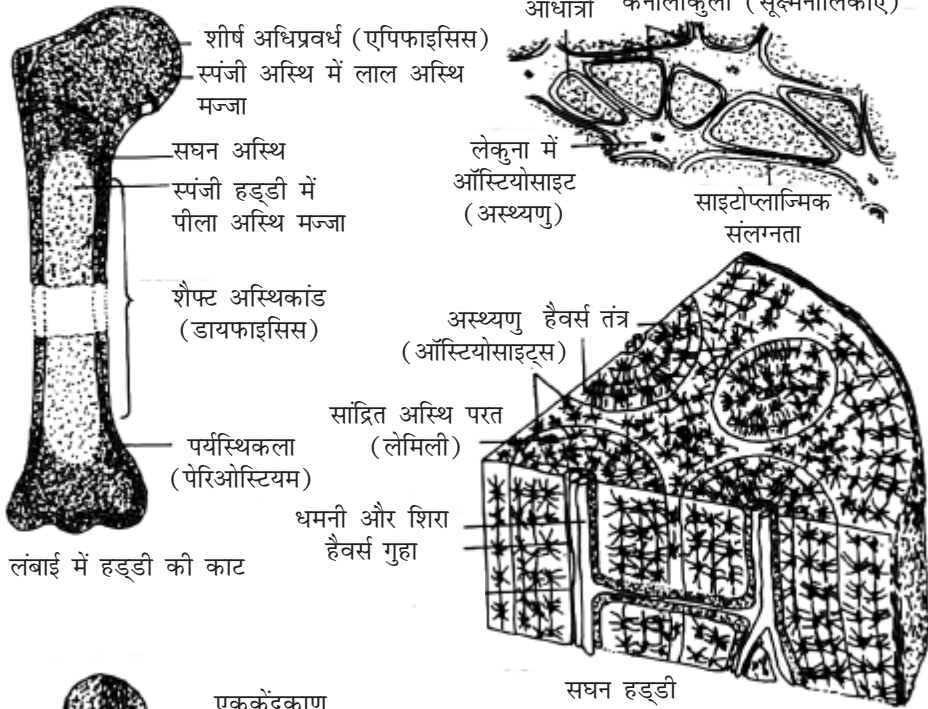 शीर्ष अधिप्रवर्ध (एपिफाइसिस)
स्पंजी अस्थि में लाल अस्थि
मज्जा
सघन अस्थि
स्पंजी हड्डी में
पीला अस्थि मज्जा
शैफ्ट अस्थिकांड
(डायफाइसिस)
पर्यस्थिकला
(पेरिओस्टियम)
लंबाई में हड्डी की काट
आधात्री कैनालीकुली (सूक्ष्मनलिकाएं)
लेकुना में
ऑस्टियोसाइट
(अस्थ्यणु)
साइटोप्लाज्मिक
संलग्नता
अस्थ्यणु हैवर्स तंत्र
(ऑस्टियोसाइट्स)
सांद्रित अस्थि परत
(लेमिली)
धमनी और शिरा
हैवर्स गुहा
सघन हड्डी